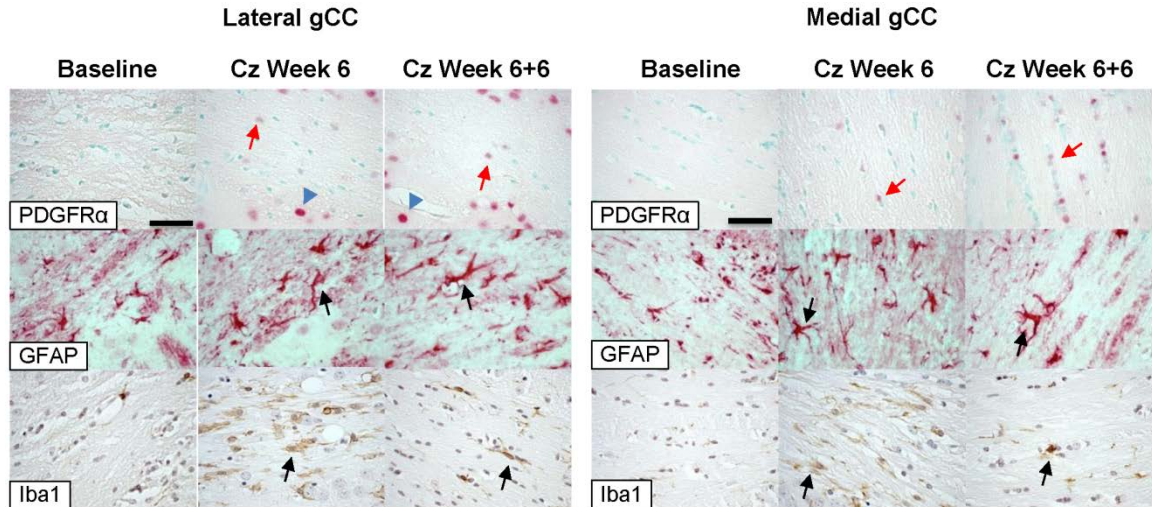 Lateral gCC
Medial gCC
Baseline Cz Week 6 Cz Week 6+6
Baseline Cz Week 6 Cz Week 6+6
PDGFRα
PDGFRα
GFAP
GFAP
Iba1
Iba1